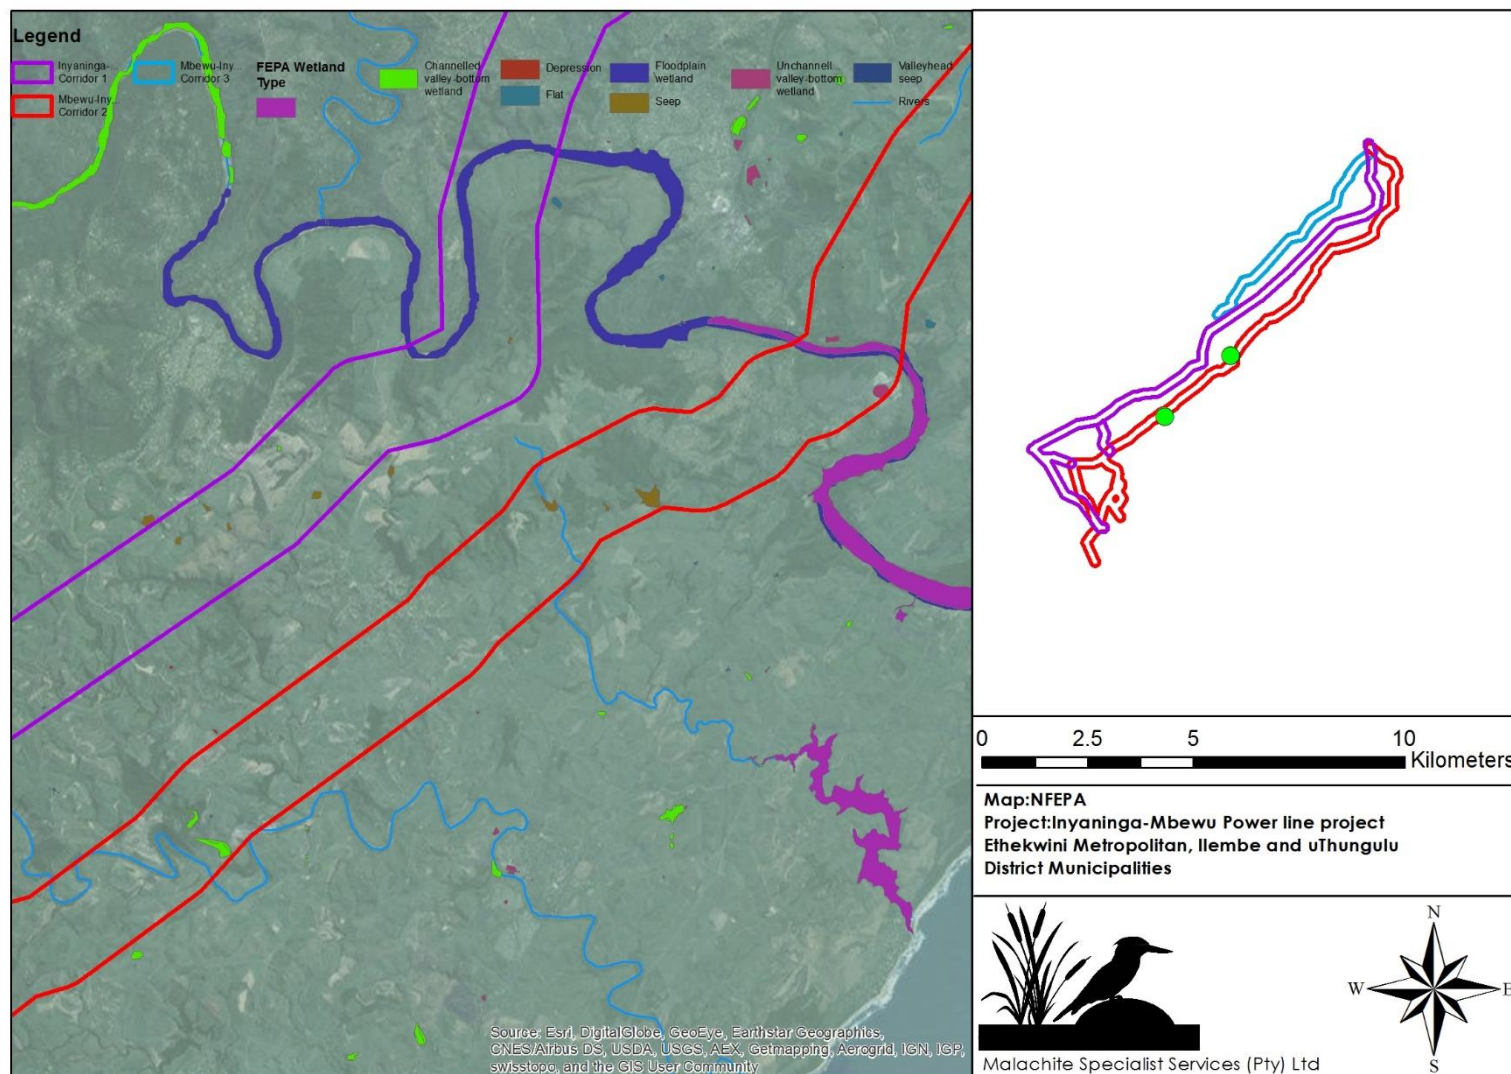 Legend
Inyaninga-...
Corridor 1
Mbewu-Iny...
Corridor 2
Mbewu-Iny...
Corridor 3
FEPA Wetland
Type
Channelled
valley-bottom
wetland
Depression
Flat
Floodplain
wetland
Seep
Unchannell
valley-bottom
wetland
Valleyhead
seep
Rivers
Source: Esri, DigitalGlobe, GeoEye, Earthstar Geographics,
CNES/Airbus DS, USDA, USGS, AEX, Getmapping, Aerogrid, IGN, IGP,
swisstopo, and the GIS User Community
0 2.5 5 10
Kilometers
Map:NFEPA
Project:Inyaninga-Mbewu Power line project
Ethekwini Metropolitan, Ilembe and uThungulu
District Municipalities
N
W E
S
Malachite Specialist Services (Pty) Ltd